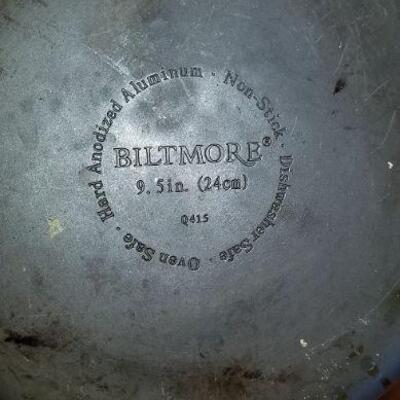 Hard Anodized Aluminum · Non-Stick · Dishwasher Safe · Oven Safe ·
BILTMORE®
9.5in. (24cm)
Q415